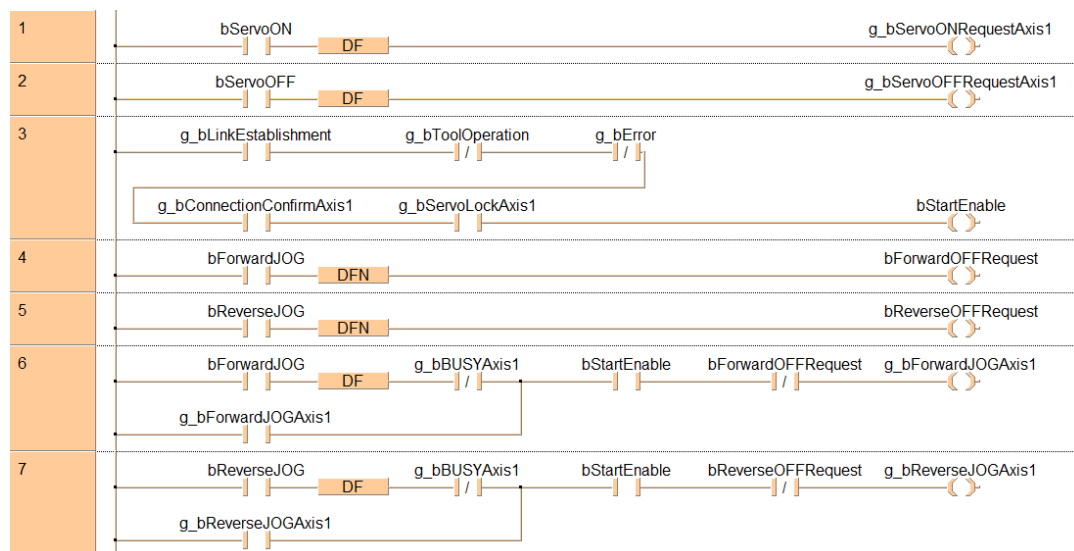 1
bServoON
g_bServoONRequestAxis1
DF
2
bServoOFF
g_bServoOFFRequestAxis1
DF
3
g_bLinkEstablishment g_bToolOperation g_bError
/ /
g_bConnectionConfirmAxis1 g_bServoLockAxis1 bStartEnable
4
bForwardJOG bForwardOFFRequest
DFN
5
bReverseJOG bReverseOFFRequest
DFN
6
bForwardJOG g_bBUSYAxis1 bStartEnable bForwardOFFRequest g_bForwardJOGAxis1
DF / /
g_bForwardJOGAxis1
7
bReverseJOG g_bBUSYAxis1 bStartEnable bReverseOFFRequest g_bReverseJOGAxis1
DF / /
g_bReverseJOGAxis1